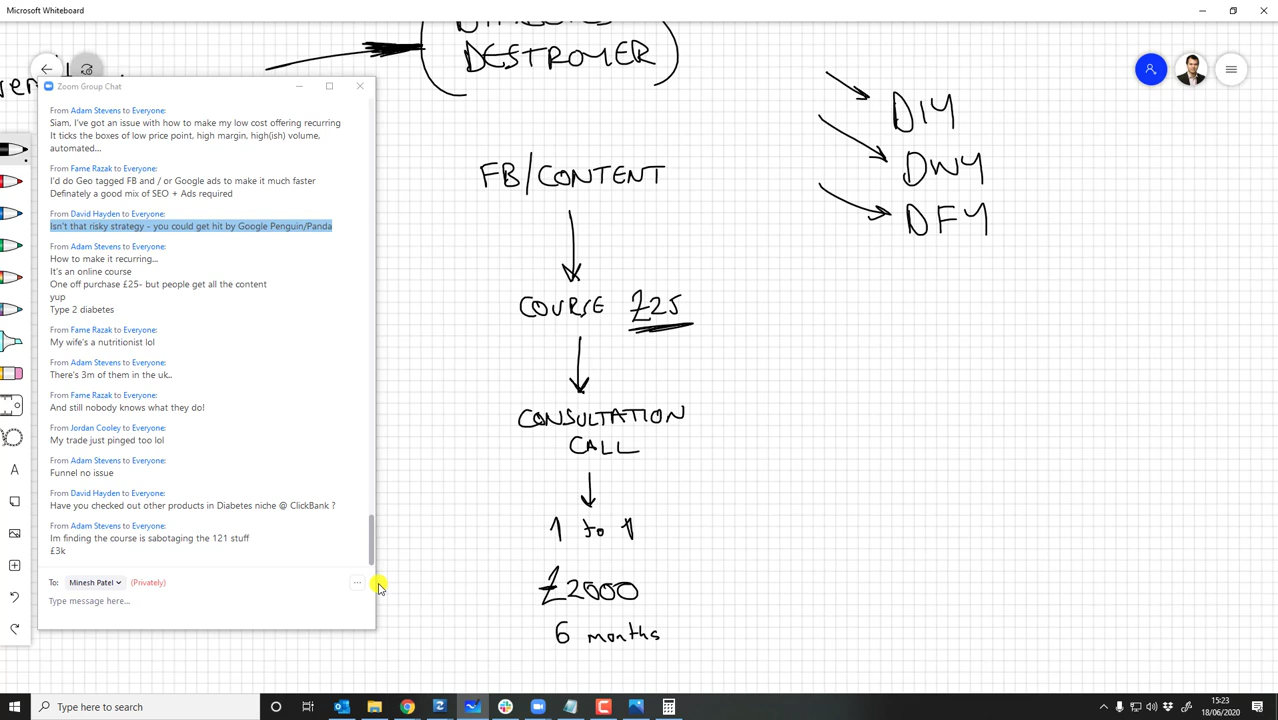 Microsoft Whiteboard
DESTROYER
Zoom Group Chat
From Adam Stevens to Everyone:
Siam, I've got an issue with how to make my low cost offering recurring
It ticks the boxes of low price point, high margin, high(ish) volume,
automated...
From Fame Razak to Everyone:
I'd do Geo tagged FB and / or Google ads to make it much faster
Definately a good mix of SEO + Ads required
From David Hayden to Everyone:
Isn't that risky strategy - you could get hit by Google Penguin/Panda
From Adam Stevens to Everyone:
How to make it recurring...
It's an online course
One off purchase £25- but people get all the content
yup
Type 2 diabetes
From Fame Razak to Everyone:
My wife's a nutritionist lol
From Adam Stevens to Everyone:
There's 3m of them in the uk..
From Fame Razak to Everyone:
And still nobody knows what they do!
From Jordan Cooley to Everyone:
My trade just pinged too lol
From Adam Stevens to Everyone:
Funnel no issue
From David Hayden to Everyone:
Have you checked out other products in Diabetes niche @ ClickBank ?
From Adam Stevens to Everyone:
Im finding the course is sabotaging the 121 stuff
£3k
To: Minesh Patel (Privately)
Type message here...
FB/CONTENT
COURSE £25
CONSULTATION
CALL
1 to 1
£2000
6 months
DIY
DWY
DFY
Type here to search
15:23
18/06/2020